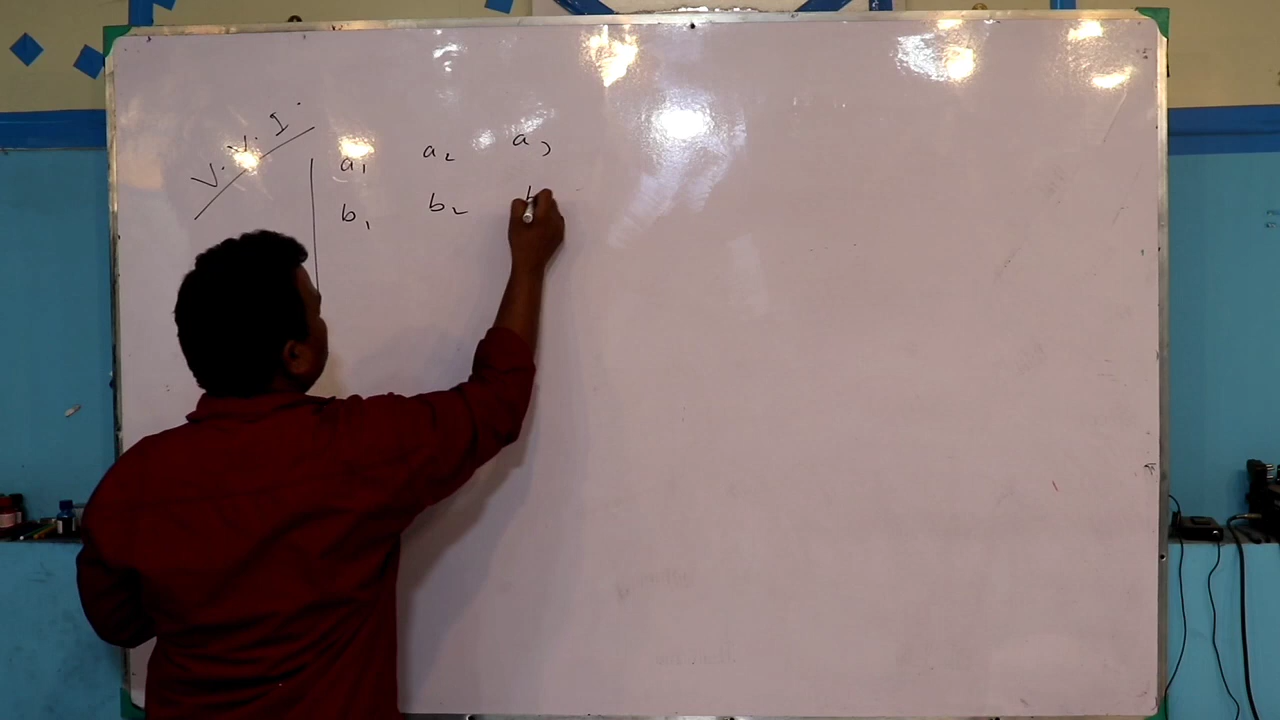 V. V. I.
a₁ a₂ a₃
b₁ b₂ b